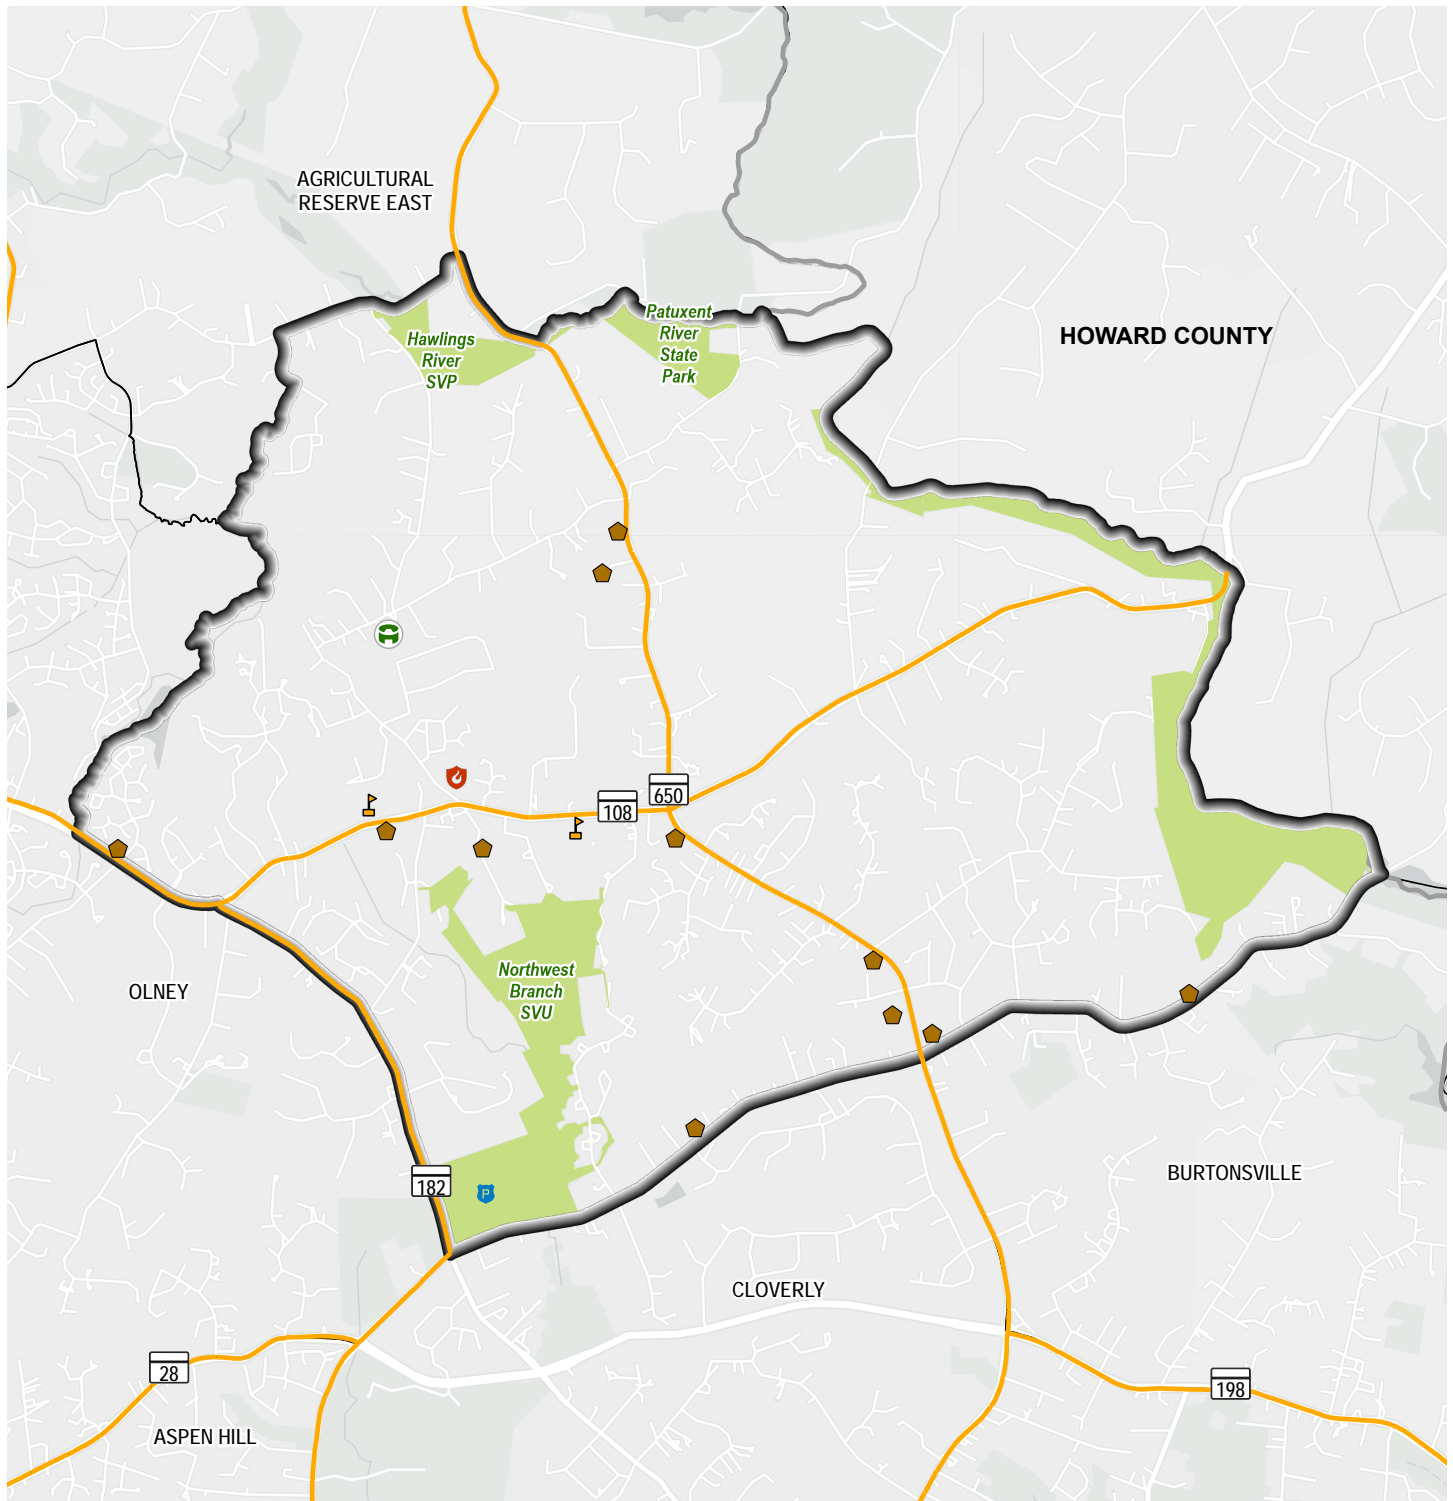 AGRICULTURAL
RESERVE EAST
Patuxent
River
State
Park
Hawlings
River
SVP
HOWARD COUNTY
650
108
Northwest
Branch
SVU
OLNEY
182
P
BURTONSVILLE
CLOVERLY
28
198
ASPEN HILL